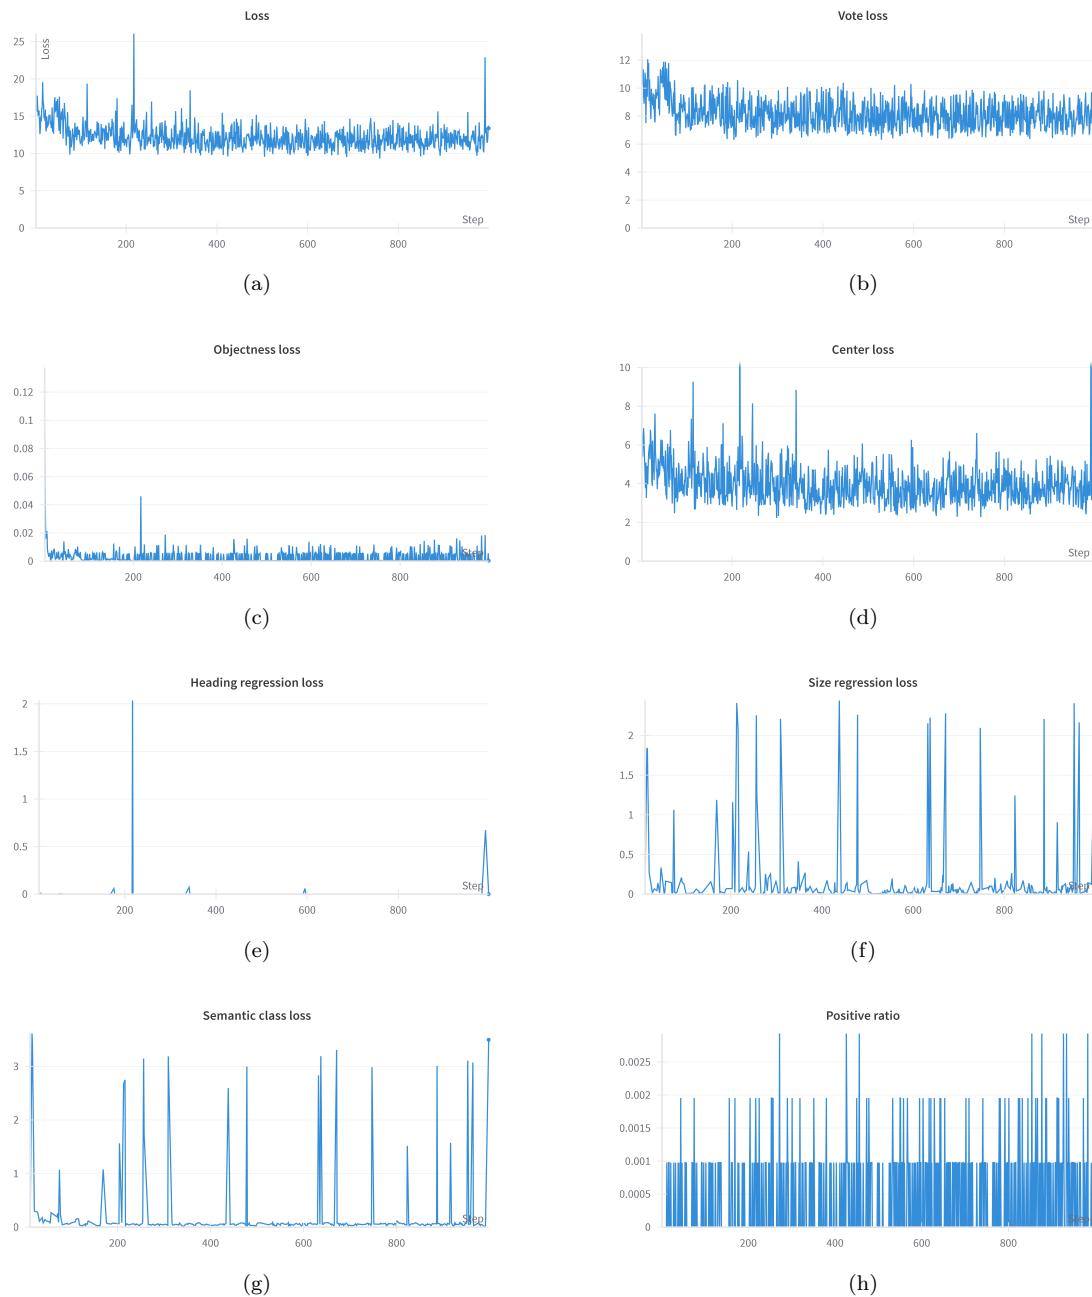 Loss
Loss
25
20
15
10
5
0
200 400 600 800
Step
(a)
Vote loss
12
10
8
6
4
2
0
200 400 600 800
Step
(b)
Objectness loss
0.12
0.1
0.08
0.06
0.04
0.02
0
200 400 600 800
Step
(c)
Center loss
10
8
6
4
2
0
200 400 600 800
Step
(d)
Heading regression loss
2
1.5
1
0.5
0
200 400 600 800
Step
(e)
Size regression loss
2
1.5
1
0.5
0
200 400 600 800
Step
(f)
Semantic class loss
3
2
1
0
200 400 600 800
Step
(g)
Positive ratio
0.0025
0.002
0.0015
0.001
0.0005
0
200 400 600 800
Step
(h)